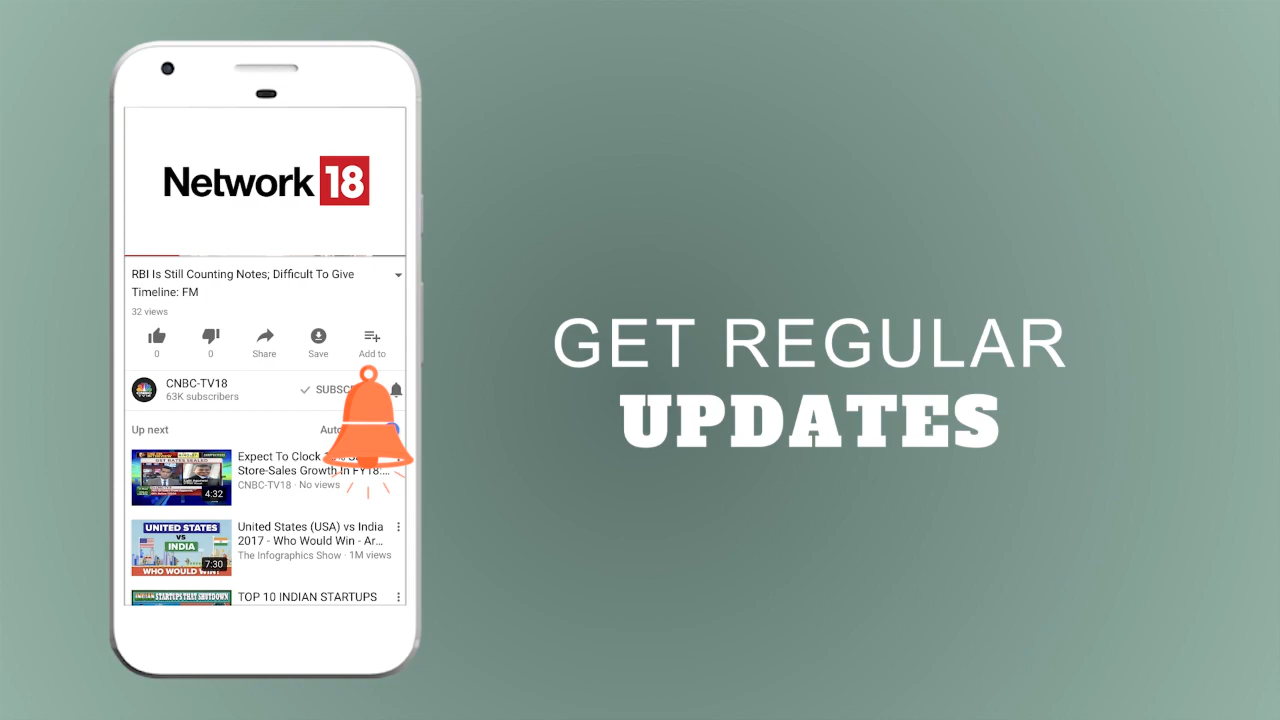 Network 18
RBI Is Still Counting Notes; Difficult To Give
Timeline: FM
32 views
0
0
Share
Save
Add to
CNBC-TV18
63K subscribers
SUBSC
Up next
Auto
Expect To Clock
Store-Sales Growth In FY18:...
CNBC-TV18 · No views
4:32
UNITED STATES
VS
INDIA
WHO WOULD WIN?
7:30
United States (USA) vs India
2017 - Who Would Win - Ar...
The Infographics Show · 1M views
INDIAN STARTUPS THAT SHUTDOWN
TOP 10 INDIAN STARTUPS
GET REGULAR
UPDATES